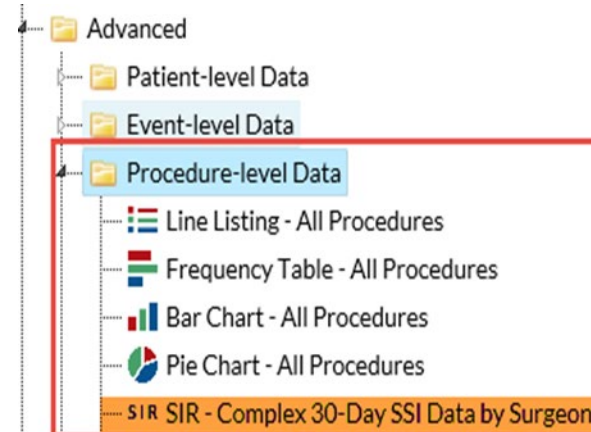 Advanced
Patient-level Data
Event-level Data
Procedure-level Data
Line Listing - All Procedures
Frequency Table - All Procedures
Bar Chart - All Procedures
Pie Chart - All Procedures
SIR SIR - Complex 30-Day SSI Data by Surgeon